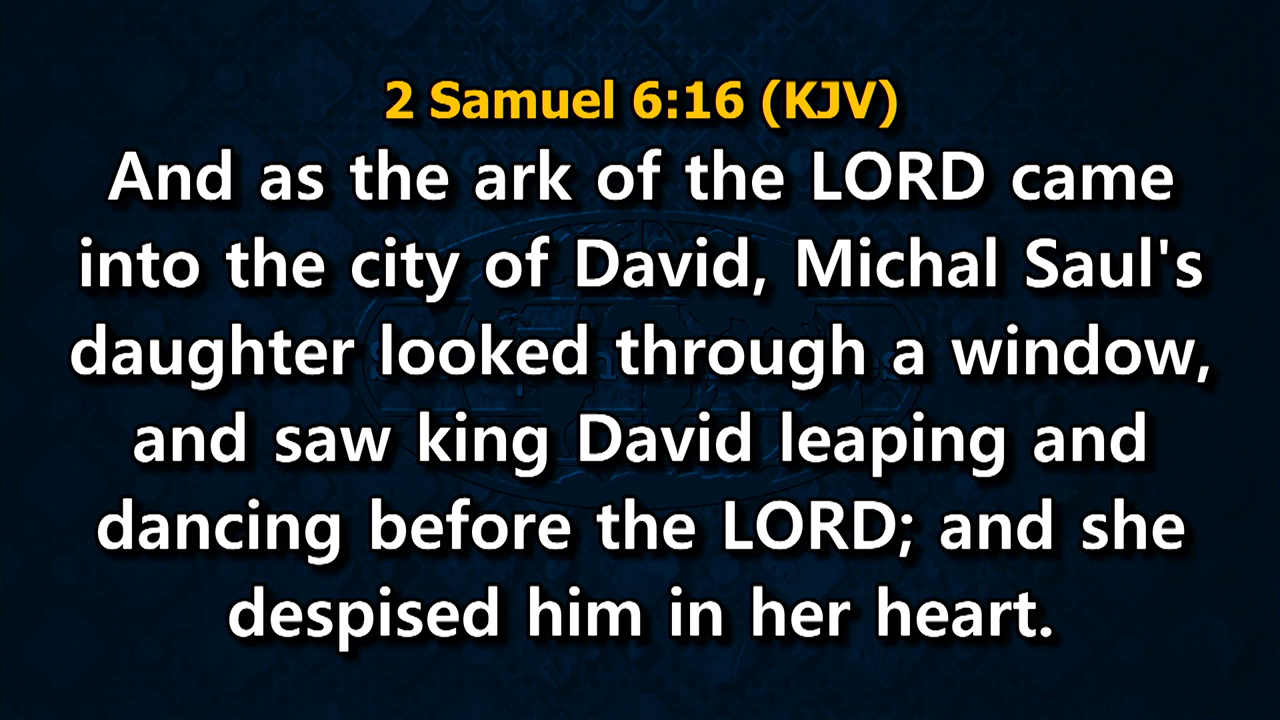 2 Samuel 6:16 (KJV)
And as the ark of the LORD came
into the city of David, Michal Saul's
daughter looked through a window,
and saw king David leaping and
dancing before the LORD; and she
despised him in her heart.